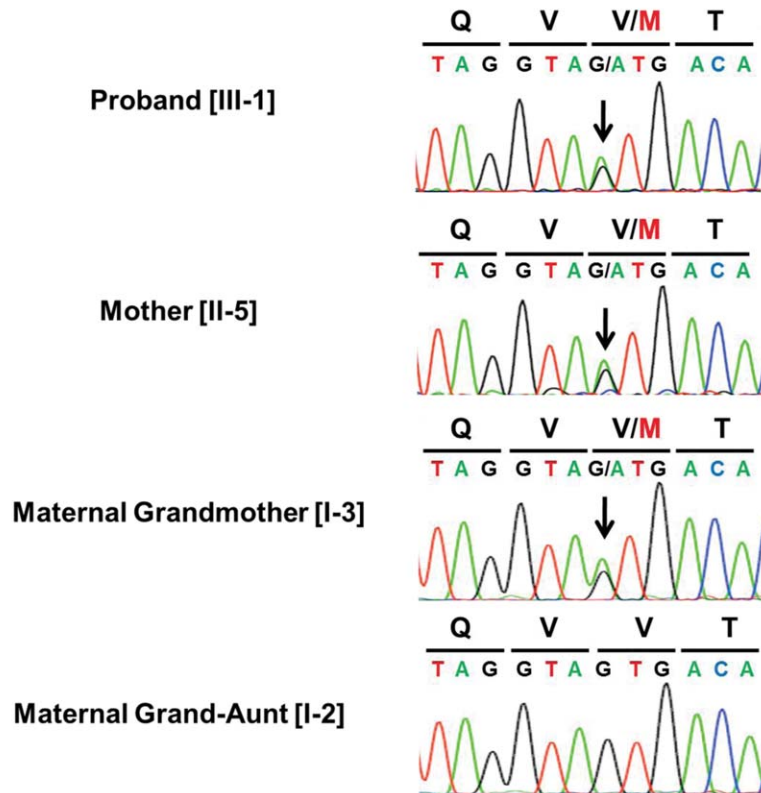 Q V V/M T
T A G G T A G/A T G A C A
Proband [III-1]
Q V V/M T
T A G G T A G/A T G A C A
Mother [II-5]
Q V V/M T
T A G G T A G/A T G A C A
Maternal Grandmother [I-3]
Q V V T
T A G G T A G T G A C A
Maternal Grand-Aunt [I-2]